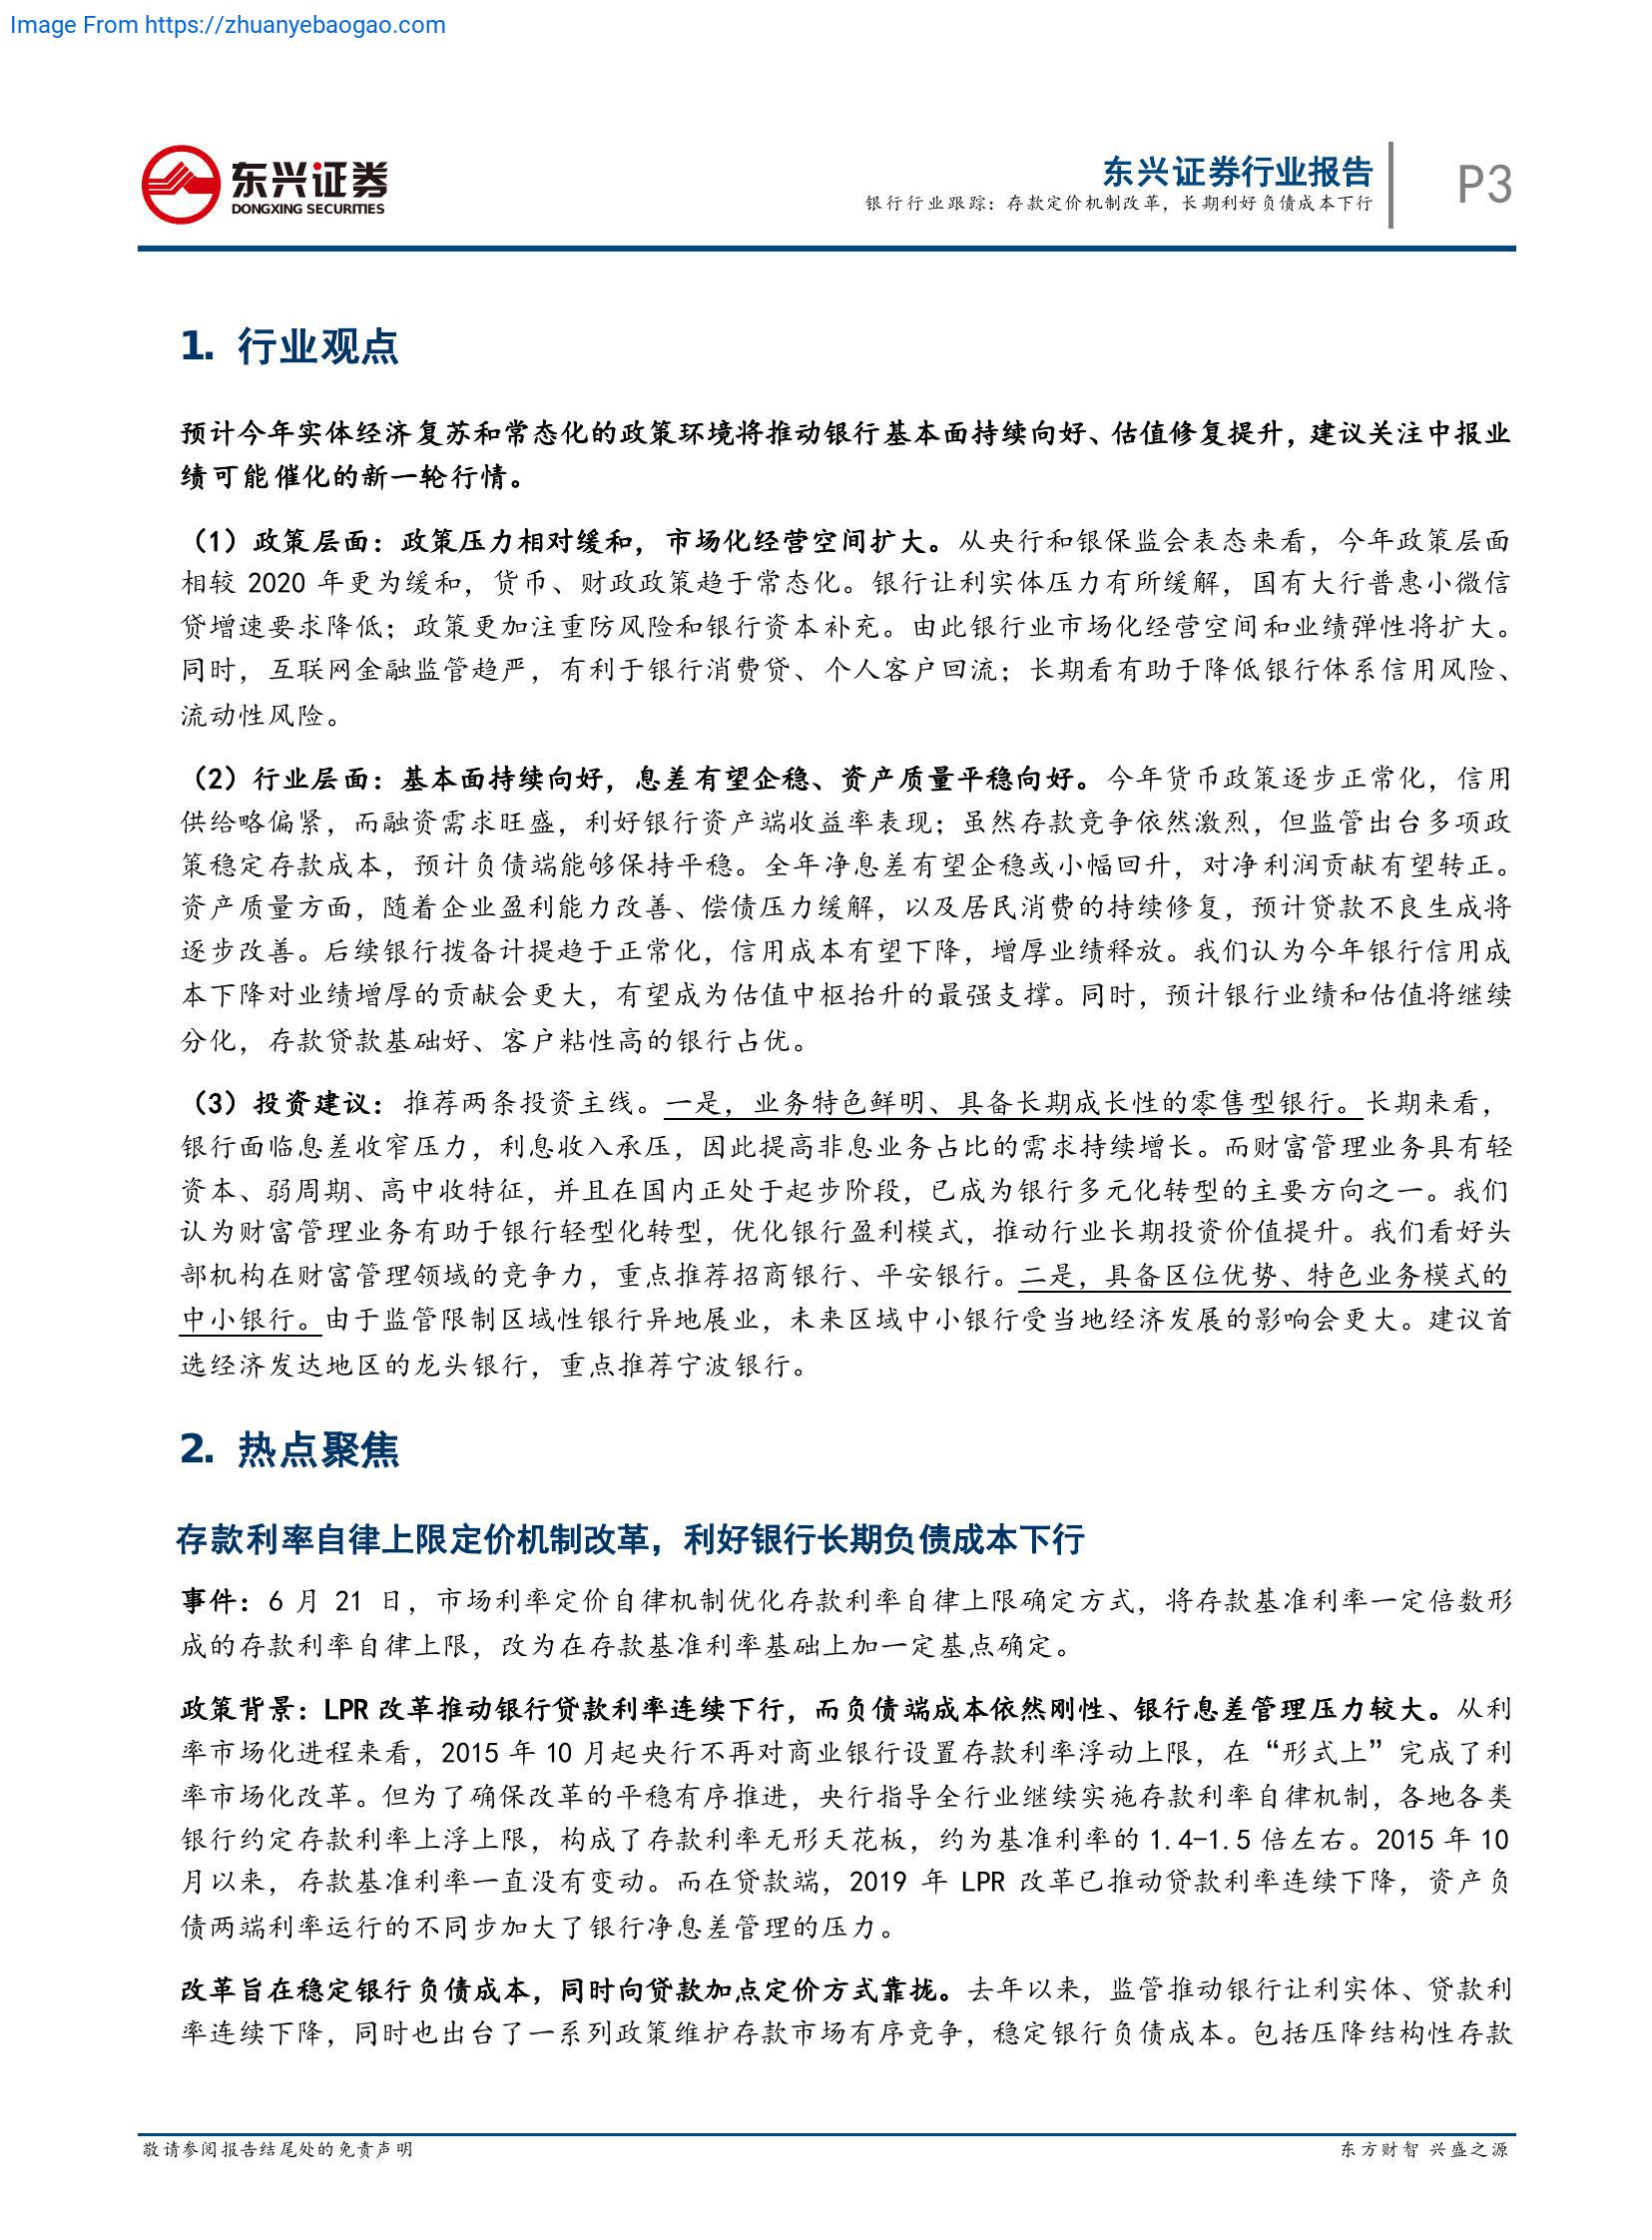 Image From https://zhuanyebaogao.com
东兴证券
DONGXING SECURITIES
东兴证券行业报告
银行行业跟踪：存款定价机制改革，长期利好负债成本下行
P3
1. 行业观点
预计今年实体经济复苏和常态化的政策环境将推动银行基本面持续向好、估值修复提升，建议关注中报业
绩可能催化的新一轮行情。
（1）政策层面：政策压力相对缓和，市场化经营空间扩大。从央行和银保监会表态来看，今年政策层面
相较 2020 年更为缓和，货币、财政政策趋于常态化。银行让利实体压力有所缓解，国有大行普惠小微信
贷增速要求降低；政策更加注重防风险和银行资本补充。由此银行业市场化经营空间和业绩弹性将扩大。
同时，互联网金融监管趋严，有利于银行消费贷、个人客户回流；长期看有助于降低银行体系信用风险、
流动性风险。
（2）行业层面：基本面持续向好，息差有望企稳、资产质量平稳向好。今年货币政策逐步正常化，信用
供给略偏紧，而融资需求旺盛，利好银行资产端收益率表现；虽然存款竞争依然激烈，但监管出台多项政
策稳定存款成本，预计负债端能够保持平稳。全年净息差有望企稳或小幅回升，对净利润贡献有望转正。
资产质量方面，随着企业盈利能力改善、偿债压力缓解，以及居民消费的持续修复，预计贷款不良生成将
逐步改善。后续银行拨备计提趋于正常化，信用成本有望下降，增厚业绩释放。我们认为今年银行信用成
本下降对业绩增厚的贡献会更大，有望成为估值中枢抬升的最强支撑。同时，预计银行业绩和估值将继续
分化，存款贷款基础好、客户粘性高的银行占优。
（3）投资建议：推荐两条投资主线。一是，业务特色鲜明、具备长期成长性的零售型银行。长期来看，
银行面临息差收窄压力，利息收入承压，因此提高非息业务占比的需求持续增长。而财富管理业务具有轻
资本、弱周期、高中收特征，并且在国内正处于起步阶段，已成为银行多元化转型的主要方向之一。我们
认为财富管理业务有助于银行轻型化转型，优化银行盈利模式，推动行业长期投资价值提升。我们看好头
部机构在财富管理领域的竞争力，重点推荐招商银行、平安银行。二是，具备区位优势、特色业务模式的
中小银行。由于监管限制区域性银行异地展业，未来区域中小银行受当地经济发展的影响会更大。建议首
选经济发达地区的龙头银行，重点推荐宁波银行。
2. 热点聚焦
存款利率自律上限定价机制改革，利好银行长期负债成本下行
事件：6 月 21 日，市场利率定价自律机制优化存款利率自律上限确定方式，将存款基准利率一定倍数形
成的存款利率自律上限，改为在存款基准利率基础上加一定基点确定。
政策背景：LPR 改革推动银行贷款利率连续下行，而负债端成本依然刚性、银行息差管理压力较大。从利
率市场化进程来看，2015 年 10 月起央行不再对商业银行设置存款利率浮动上限，在“形式上”完成了利
率市场化改革。但为了确保改革的平稳有序推进，央行指导全行业继续实施存款利率自律机制，各地各类
银行约定存款利率上浮上限，构成了存款利率无形天花板，约为基准利率的 1.4-1.5 倍左右。2015 年 10
月以来，存款基准利率一直没有变动。而在贷款端，2019 年 LPR 改革已推动贷款利率连续下降，资产负
债两端利率运行的不同步加大了银行净息差管理的压力。
改革旨在稳定银行负债成本，同时向贷款加点定价方式靠拢。去年以来，监管推动银行让利实体、贷款利
率连续下降，同时也出台了一系列政策维护存款市场有序竞争，稳定银行负债成本。包括压降结构性存款
敬请参阅报告结尾处的免责声明
东方财智 兴盛之源